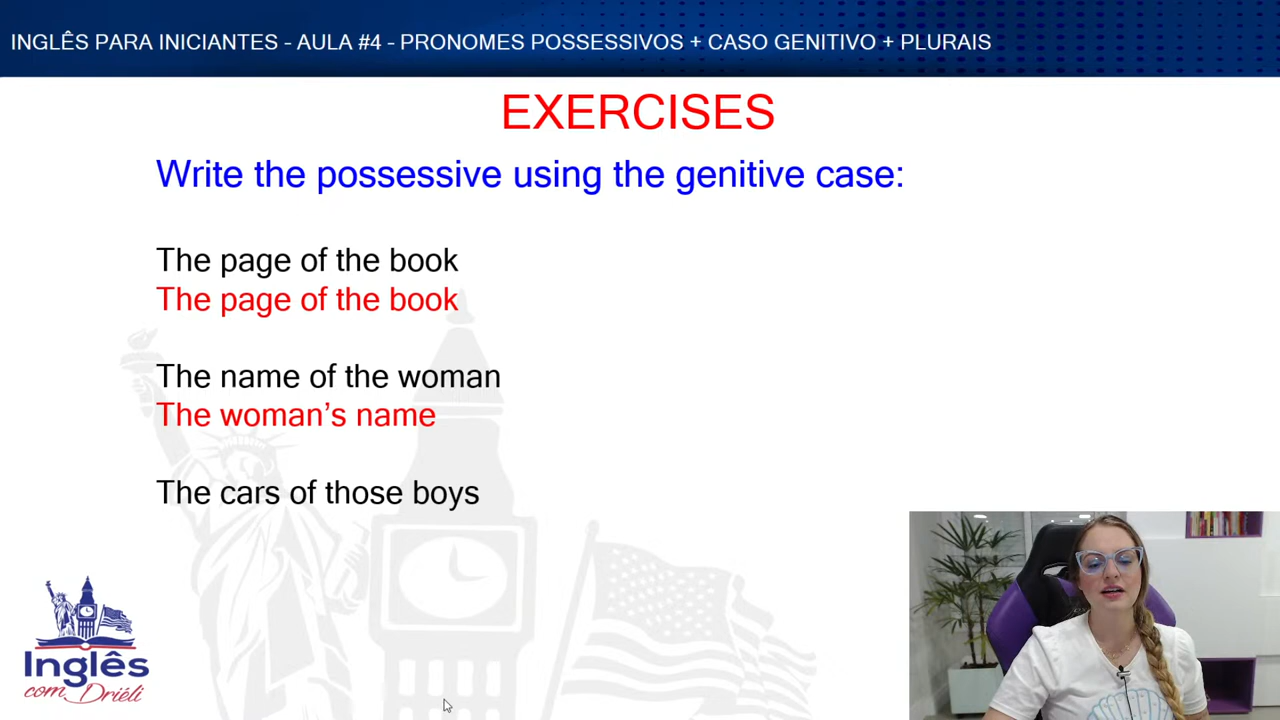 INGLÊS PARA INICIANTES - AULA #4 - PRONOMES POSSESSIVOS + CASO GENITIVO + PLURAIS
EXERCISES
Write the possessive using the genitive case:
The page of the book
The page of the book
The name of the woman
The woman’s name
The cars of those boys
Inglês
com Driéli